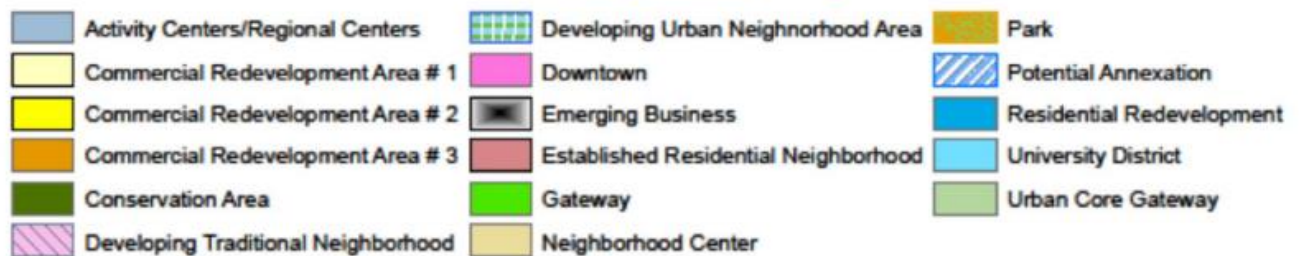 Activity Centers/Regional Centers
Commercial Redevelopment Area # 1
Commercial Redevelopment Area # 2
Commercial Redevelopment Area # 3
Conservation Area
Developing Traditional Neighborhood
Developing Urban Neighnorhood Area
Downtown
Emerging Business
Established Residential Neighborhood
Gateway
Neighborhood Center
Park
Potential Annexation
Residential Redevelopment
University District
Urban Core Gateway